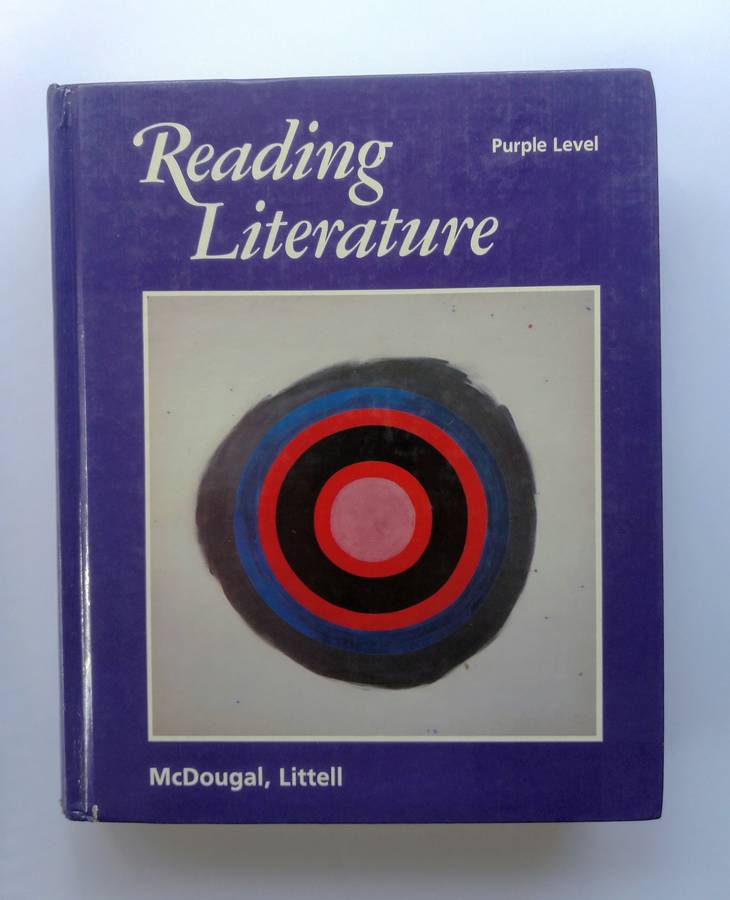 Reading
Purple Level
Literature
McDougal, Littell